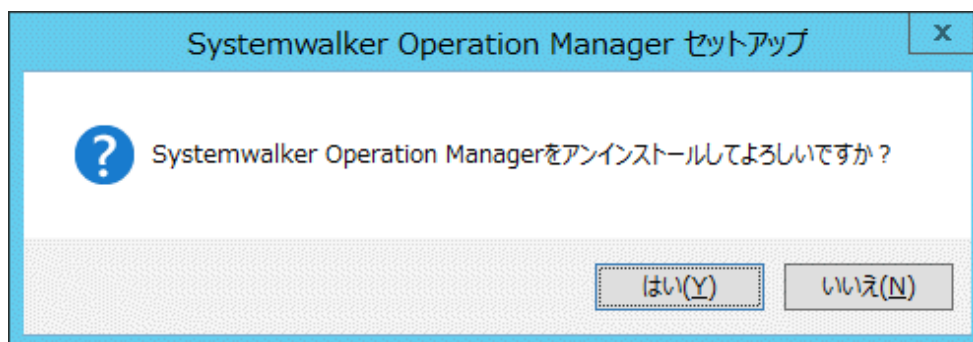 Systemwalker Operation Manager セットアップ
x
?
Systemwalker Operation Managerをアンインストールしてよろしいですか？
はい(Y)
いいえ(N)